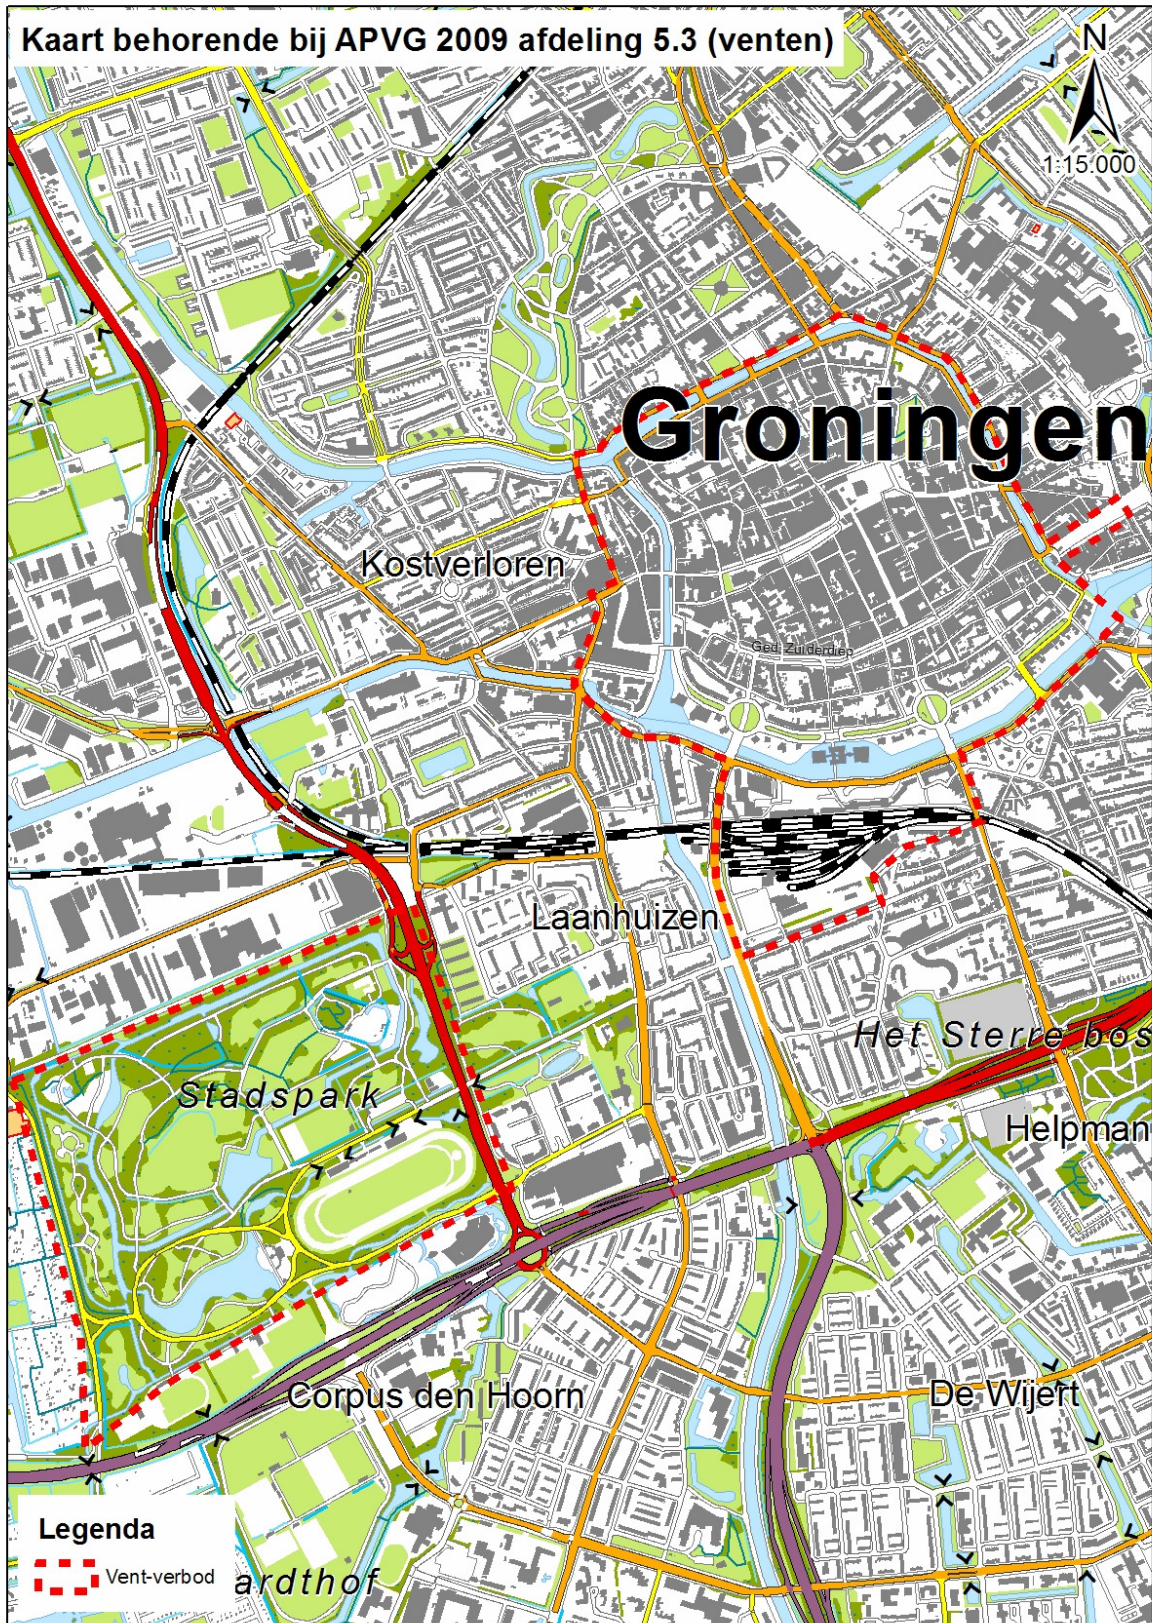 Kaart behorende bij APVG 2009 afdeling 5.3 (venten)
N
1:15.000
Groningen
Kostverloren
Ged. Zuiderdiep
Laanhuizen
Het Sterre bos
Stadspark
Helpman
Corpus den Hoorn
De Wijert
Legenda
Vent-verbod
ardthof